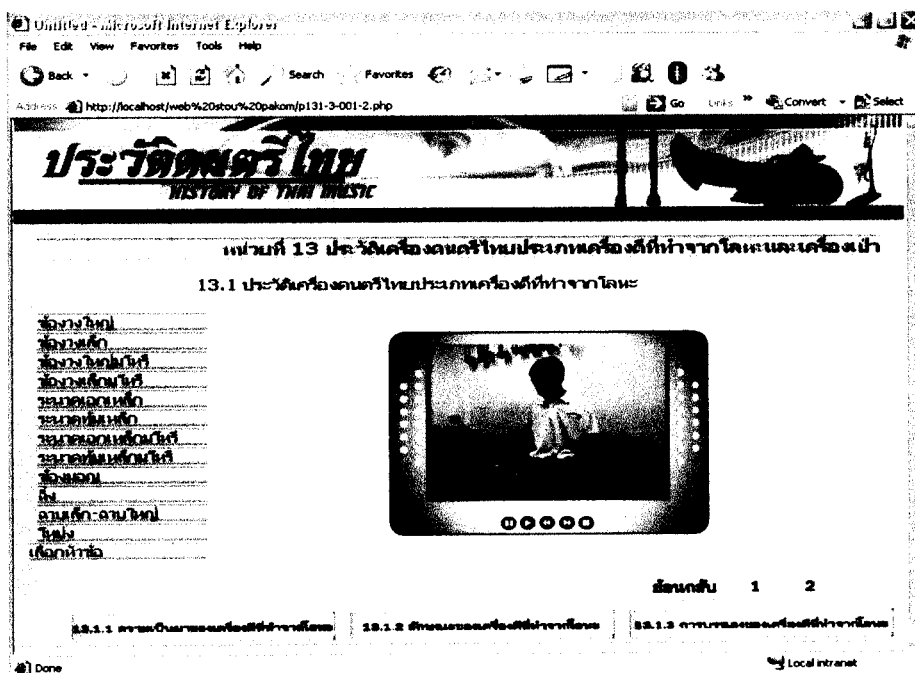 Untitled - Microsoft Internet Explorer
File Edit View Favorites Tools Help
Back Search Favorites
Address http://localhost/web%20stou%20pakom/p131-3-001-2.php Go Links » Convert Select
ประวัติดนตรีไทย
HISTORY OF THAI MUSIC
หน่วยที่ 13 ประวัติเครื่องดนตรีไทยประเภทเครื่องตีที่ทำจากโลหะและเครื่องเป่า
13.1 ประวัติเครื่องดนตรีไทยประเภทเครื่องตีที่ทำจากโลหะ
ฆ้องวงใหญ่
ฆ้องวงเล็ก
ฆ้องวงใหญ่มโหรี
ฆ้องวงเล็กมโหรี
ระนาดเอกเหล็ก
ระนาดทุ้มเหล็ก
ระนาดเอกเหล็กมโหรี
ระนาดทุ้มเหล็กมโหรี
ฆ้องมอญ
ฉิ่ง
ฉาบเล็ก-ฉาบใหญ่
โหม่ง
เลือกหัวข้อ
ย้อนกลับ 1 2
13.1.1 ความเป็นมาของเครื่องตีที่ทำจากโลหะ 13.1.2 ลักษณะของเครื่องตีที่ทำจากโลหะ 13.1.3 การบรรเลงของเครื่องตีที่ทำจากโลหะ
Done Local intranet